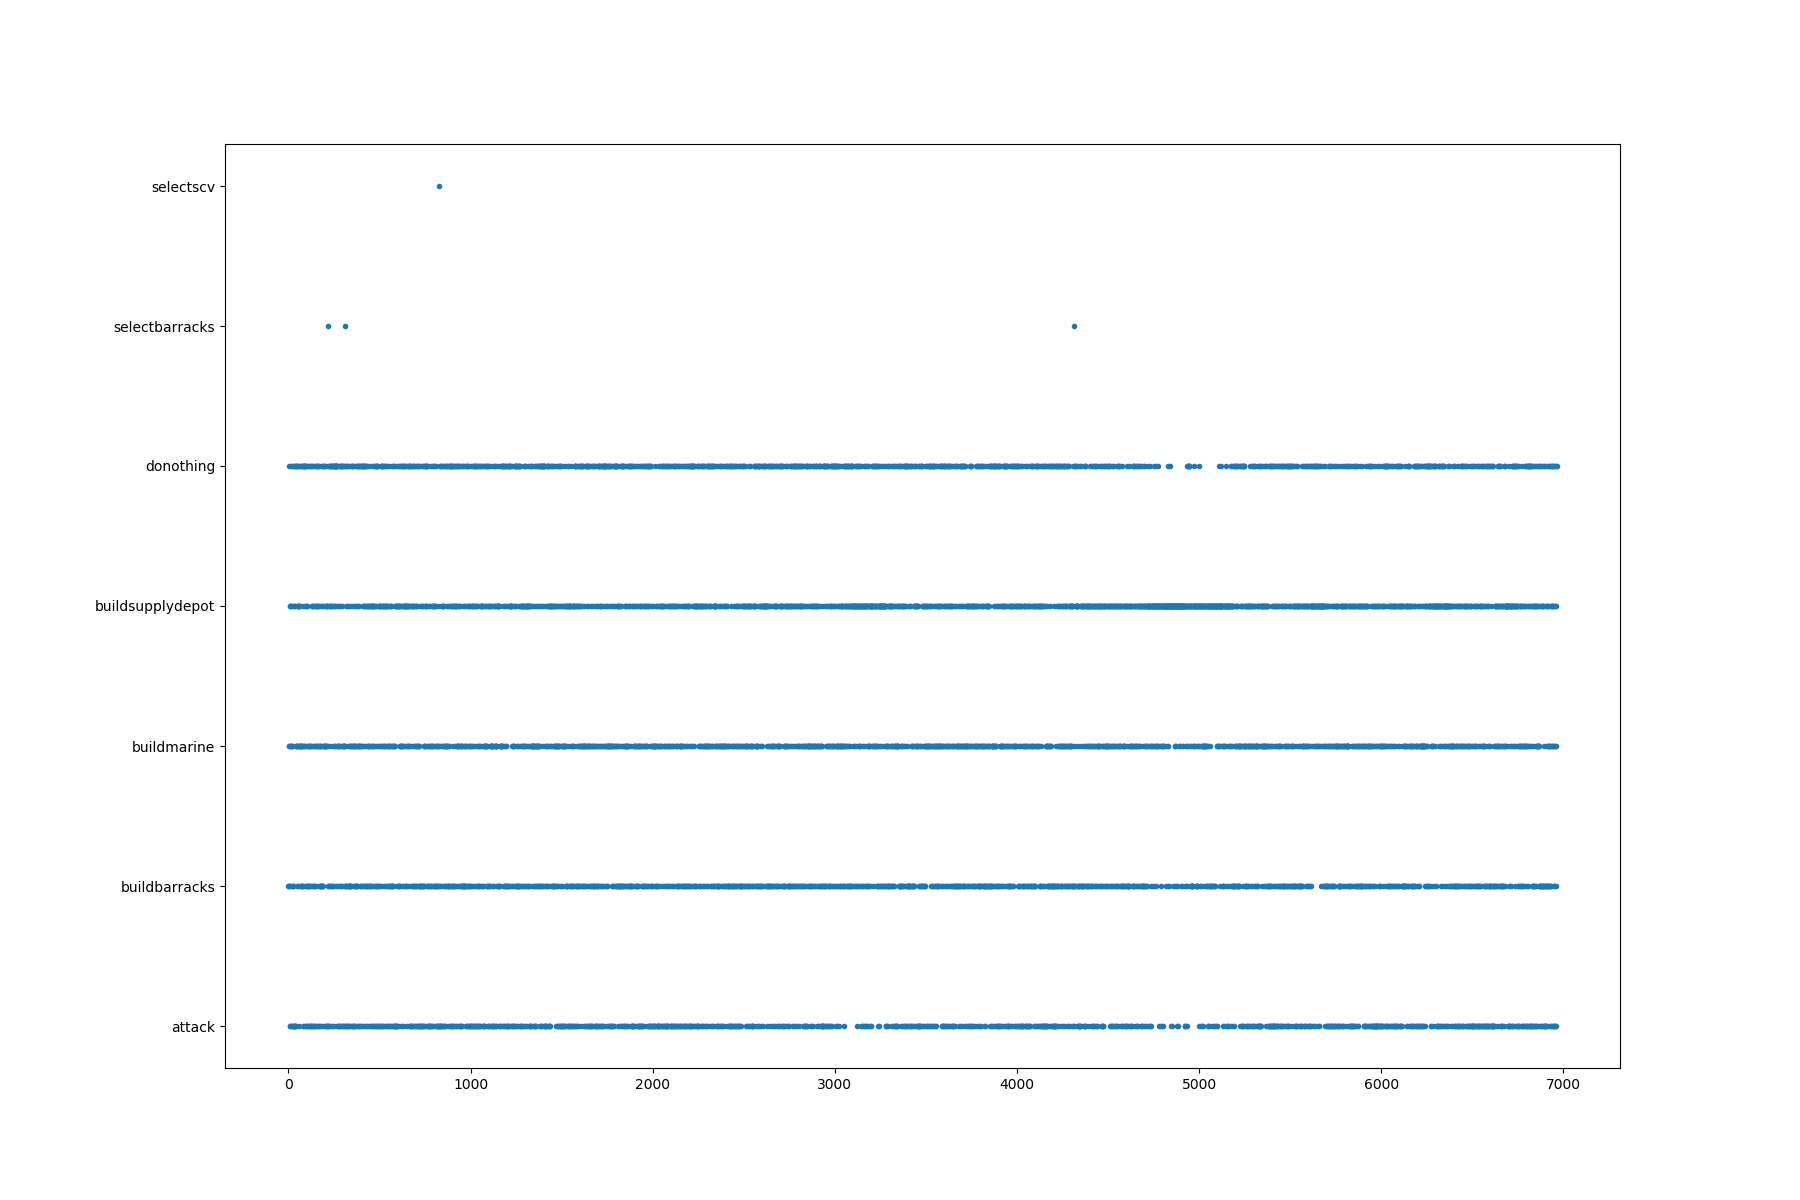 selectscv
selectbarracks
donothing
buildsupplydepot
buildmarine
buildbarracks
attack
0 1000 2000 3000 4000 5000 6000 7000